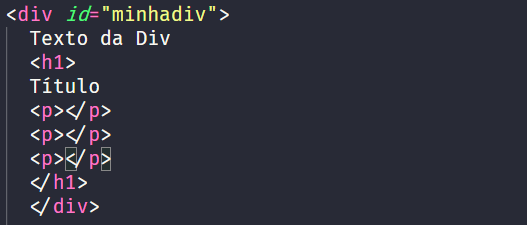 <div id="minhadiv">
Texto da Div
<h1>
Título
<p></p>
<p></p>
<p></p>
</h1>
</div>